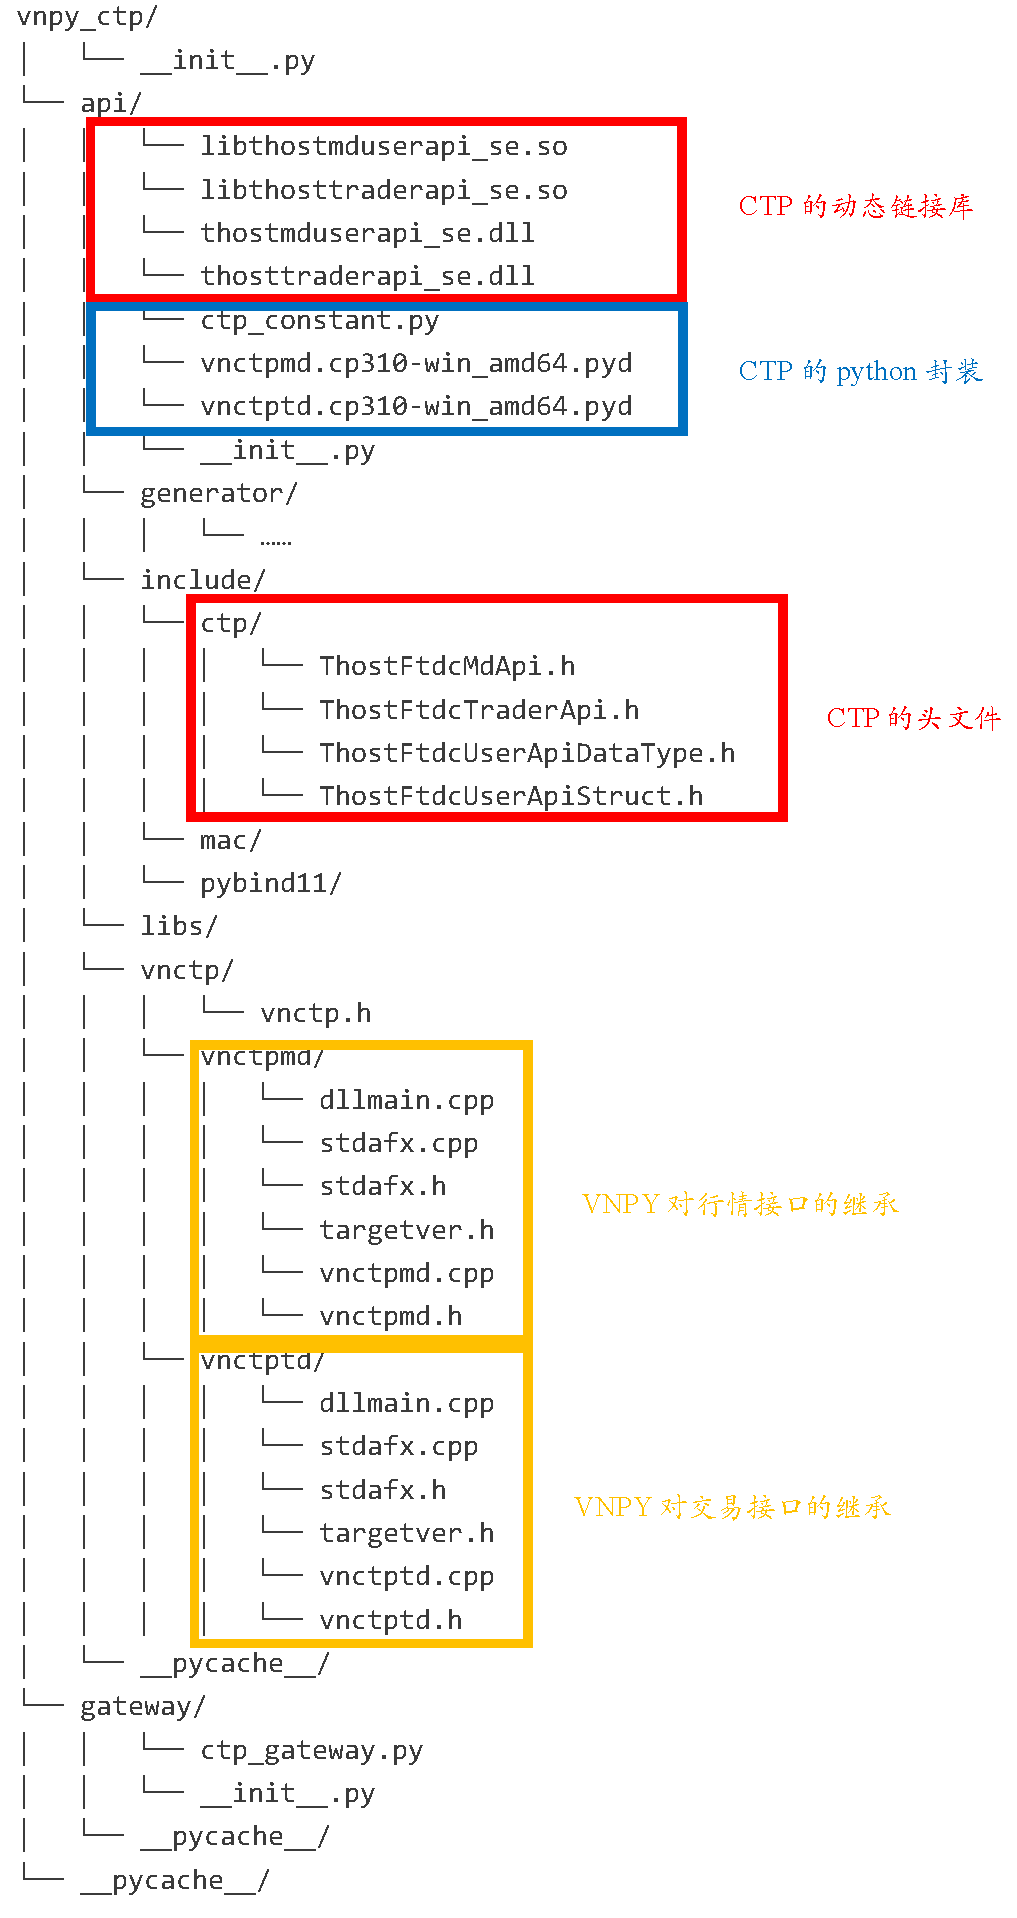 vnpy_ctp/
│   └── __init__.py
└── api/
│   │   └── libthostmduserapi_se.so
│   │   └── libthosttraderapi_se.so
CTP 的动态链接库
│   │   └── thostmduserapi_se.dll
│   │   └── thosttraderapi_se.dll
│   │   └── ctp_constant.py
│   │   └── vnctpmd.cp310-win_amd64.pyd
CTP 的 python 封装
│   │   └── vnctptd.cp310-win_amd64.pyd
│   │   └── __init__.py
│   └── generator/
│   │   │   └── ……
│   └── include/
│   │   └── ctp/
│   │   │   │   └── ThostFtdcMdApi.h
│   │   │   │   └── ThostFtdcTraderApi.h
CTP 的头文件
│   │   │   │   └── ThostFtdcUserApiDataType.h
│   │   │   │   └── ThostFtdcUserApiStruct.h
│   │   └── mac/
│   │   └── pybind11/
│   └── libs/
│   └── vnctp/
│   │   │   └── vnctp.h
│   │   └── vnctpmd/
│   │   │   │   └── dllmain.cpp
│   │   │   │   └── stdafx.cpp
│   │   │   │   └── stdafx.h
VNPY 对行情接口的继承
│   │   │   │   └── targetver.h
│   │   │   │   └── vnctpmd.cpp
│   │   │   │   └── vnctpmd.h
│   │   └── vnctptd/
│   │   │   │   └── dllmain.cpp
│   │   │   │   └── stdafx.cpp
│   │   │   │   └── stdafx.h
VNPY 对交易接口的继承
│   │   │   │   └── targetver.h
│   │   │   │   └── vnctptd.cpp
│   │   │   │   └── vnctptd.h
│   └── __pycache__/
└── gateway/
│   │   └── ctp_gateway.py
│   │   └── __init__.py
│   └── __pycache__/
└── __pycache__/